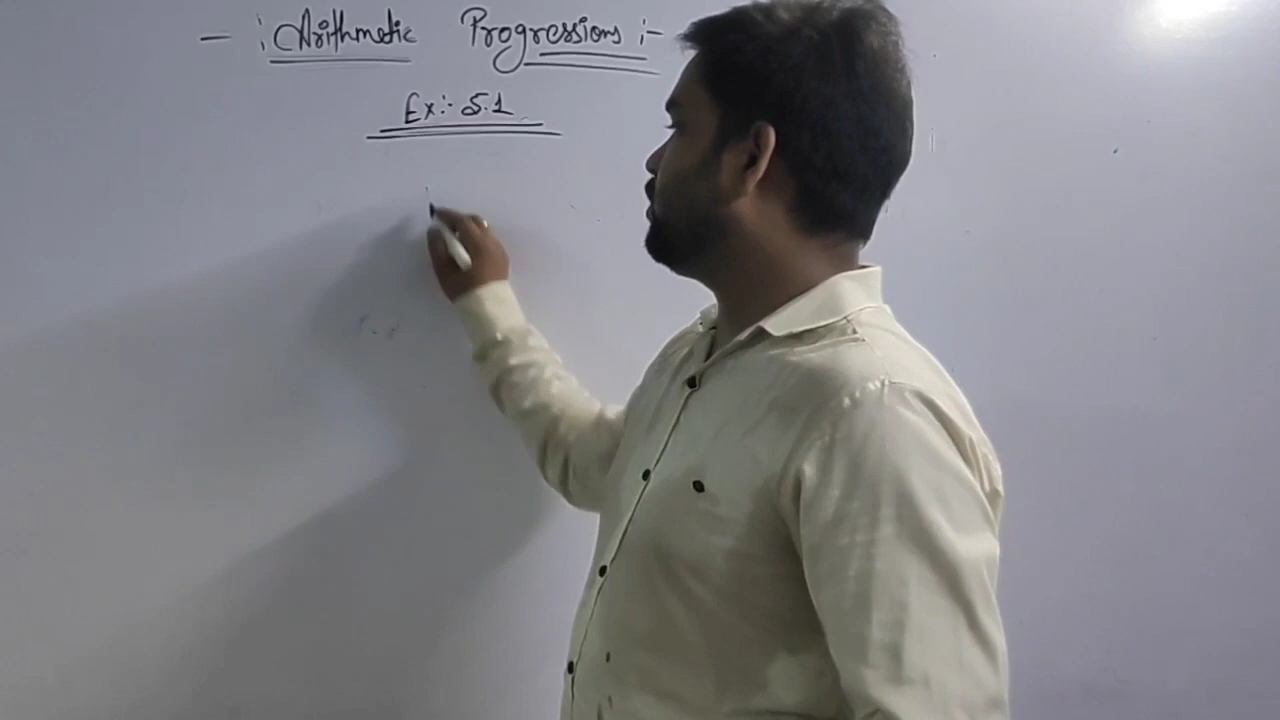 - :Arithmetic Progressions :-
Ex:- 5.1